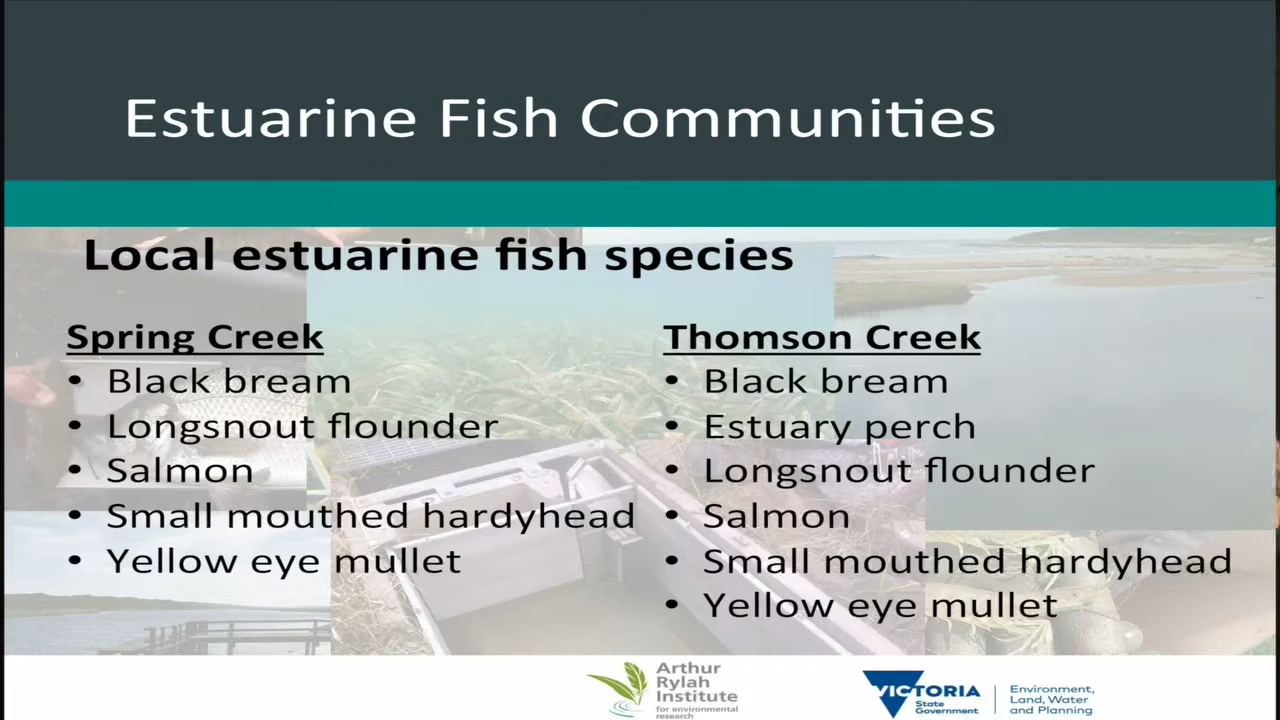 Estuarine Fish Communities
Local estuarine fish species
Spring Creek
• Black bream
• Longsnout flounder
• Salmon
• Small mouthed hardyhead
• Yellow eye mullet
Thomson Creek
• Black bream
• Estuary perch
• Longsnout flounder
• Salmon
• Small mouthed hardyhead
• Yellow eye mullet
Arthur
Rylah
Institute
for environmental
research
VICTORIA
State
Government
Environment,
Land, Water
and Planning